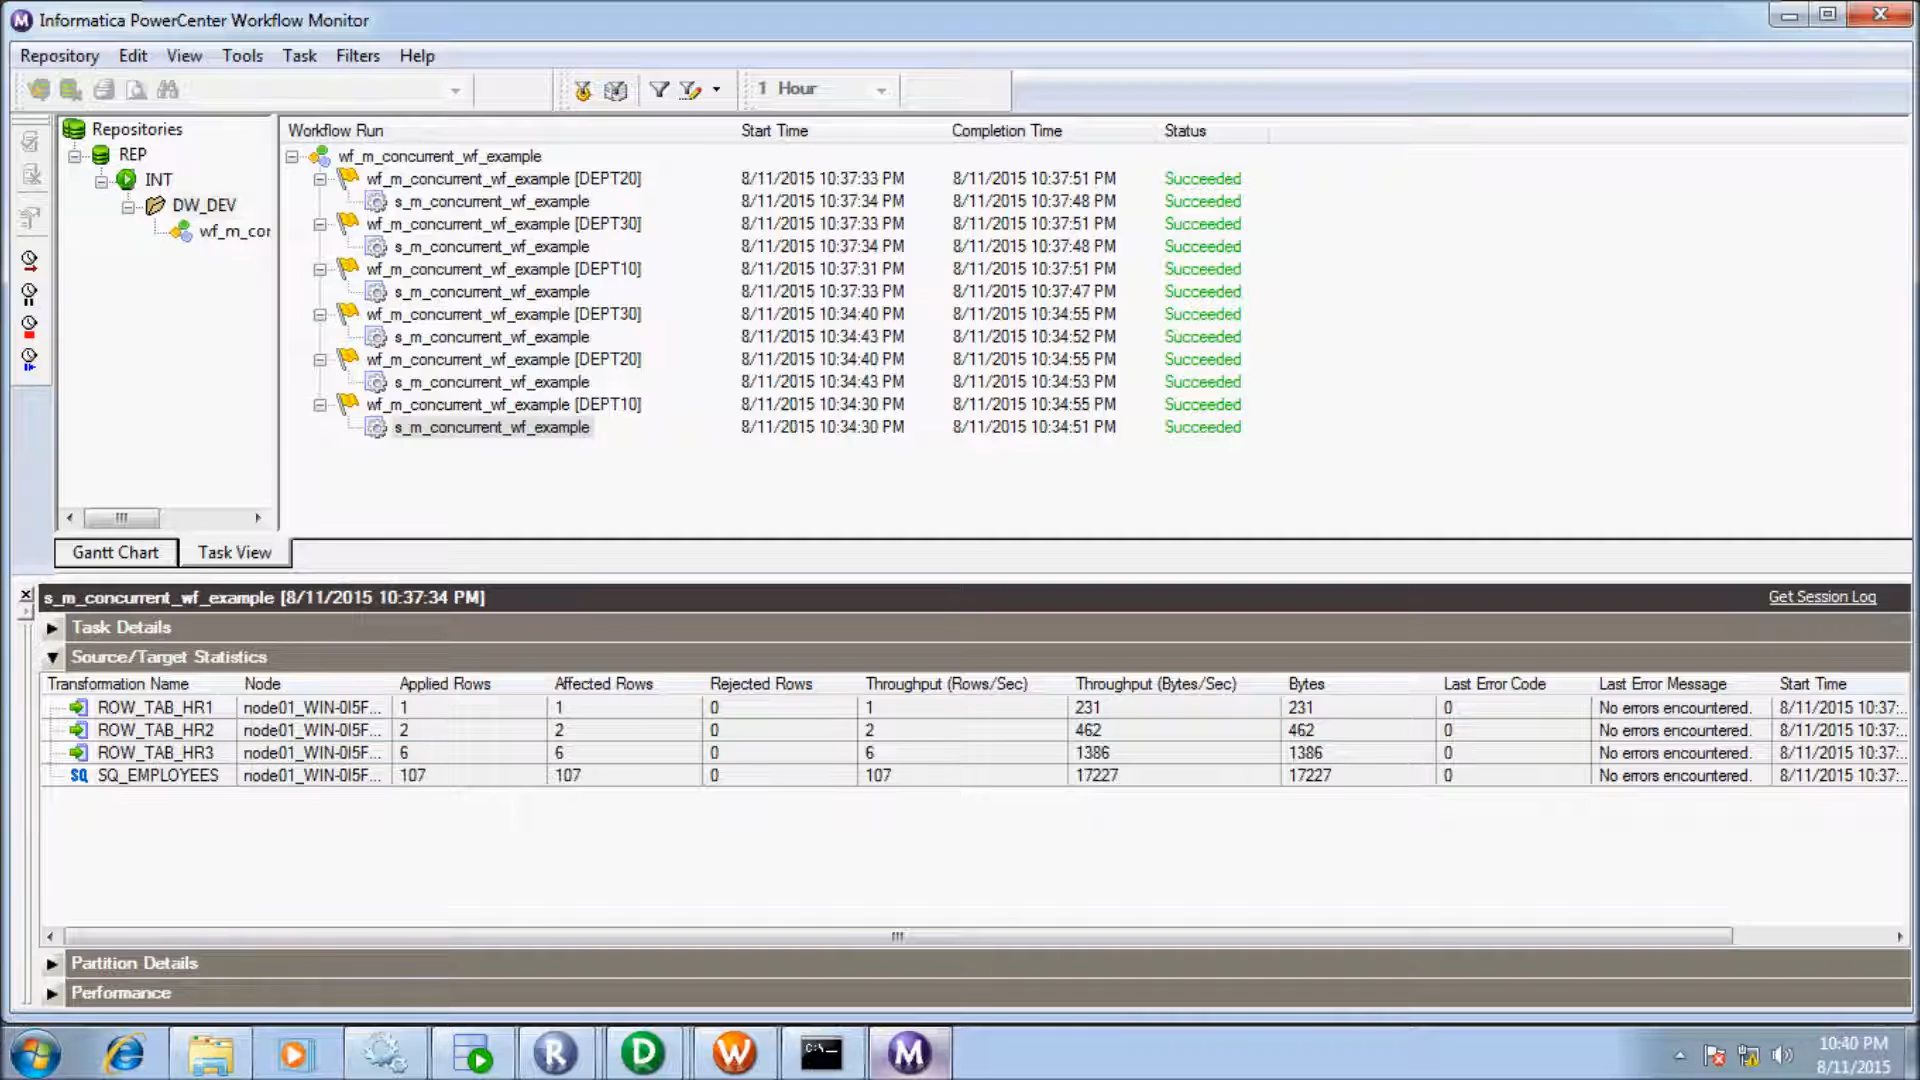 Informatica PowerCenter Workflow Monitor
Repository Edit View Tools Task Filters Help
1 Hour
Repositories
REP
INT
DW_DEV
wf_m_cor
Workflow Run Start Time Completion Time Status
wf_m_concurrent_wf_example
wf_m_concurrent_wf_example [DEPT20] 8/11/2015 10:37:33 PM 8/11/2015 10:37:51 PM Succeeded
s_m_concurrent_wf_example 8/11/2015 10:37:34 PM 8/11/2015 10:37:48 PM Succeeded
wf_m_concurrent_wf_example [DEPT30] 8/11/2015 10:37:33 PM 8/11/2015 10:37:51 PM Succeeded
s_m_concurrent_wf_example 8/11/2015 10:37:34 PM 8/11/2015 10:37:48 PM Succeeded
wf_m_concurrent_wf_example [DEPT10] 8/11/2015 10:37:31 PM 8/11/2015 10:37:51 PM Succeeded
s_m_concurrent_wf_example 8/11/2015 10:37:33 PM 8/11/2015 10:37:47 PM Succeeded
wf_m_concurrent_wf_example [DEPT30] 8/11/2015 10:34:40 PM 8/11/2015 10:34:55 PM Succeeded
s_m_concurrent_wf_example 8/11/2015 10:34:43 PM 8/11/2015 10:34:52 PM Succeeded
wf_m_concurrent_wf_example [DEPT20] 8/11/2015 10:34:40 PM 8/11/2015 10:34:55 PM Succeeded
s_m_concurrent_wf_example 8/11/2015 10:34:43 PM 8/11/2015 10:34:53 PM Succeeded
wf_m_concurrent_wf_example [DEPT10] 8/11/2015 10:34:30 PM 8/11/2015 10:34:55 PM Succeeded
s_m_concurrent_wf_example 8/11/2015 10:34:30 PM 8/11/2015 10:34:51 PM Succeeded
Gantt Chart Task View
s_m_concurrent_wf_example [8/11/2015 10:37:34 PM] Get Session Log
Task Details
Source/Target Statistics
Transformation Name Node Applied Rows Affected Rows Rejected Rows Throughput (Rows/Sec) Throughput (Bytes/Sec) Bytes Last Error Code Last Error Message Start Time
ROW_TAB_HR1 node01_WIN-0I5F... 1 1 0 1 231 231 0 No errors encountered. 8/11/2015 10:37:...
ROW_TAB_HR2 node01_WIN-0I5F... 2 2 0 2 462 462 0 No errors encountered. 8/11/2015 10:37:...
ROW_TAB_HR3 node01_WIN-0I5F... 6 6 0 6 1386 1386 0 No errors encountered. 8/11/2015 10:37:...
SQ SQ_EMPLOYEES node01_WIN-0I5F... 107 107 0 107 17227 17227 0 No errors encountered. 8/11/2015 10:37:...
Partition Details
Performance
R D W C:\ M
10:40 PM
8/11/2015